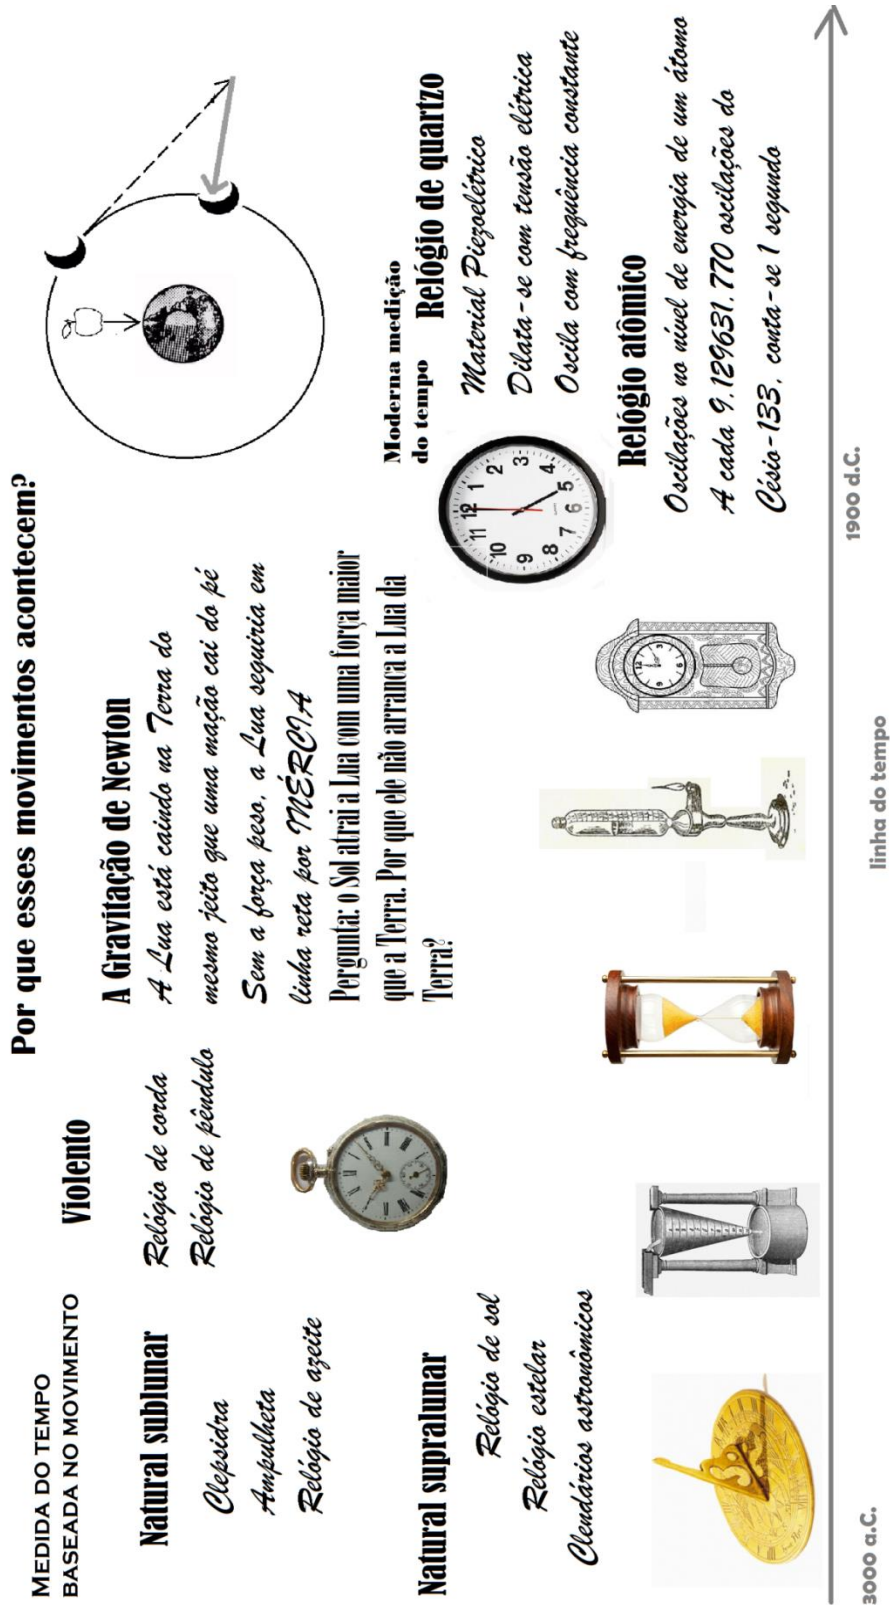 MEDIDA DO TEMPO
BASEADA NO MOVIMENTO
Natural sublunar
Clepsidra
Ampulheta
Relógio de azeite
Violento
Relógio de corda
Relógio de pêndulo
Natural supralunar
Relógio de sol
Relógio estelar
Clendários astronômicos
Por que esses movimentos acontecem?
A Gravitação de Newton
A Lua está caindo na Terra do
mesmo jeito que uma mação cai do pé
Sem a força peso, a Lua seguiria em
linha reta por INÉRCIA
Pergunta: o Sol atrai a Lua com uma força maior
que a Terra. Por que ele não arranca a Lua da
Terra?
Moderna medição
do tempo
Relógio de quartzo
Material Piezoelétrico
Dilata-se com tensão elétrica
Oscila com frequência constante
Relógio atômico
Oscilações no nível de energia de um átomo
A cada 9.129631.770 oscilações do
Césio-133, conta-se 1 segundo
3000 a.C.
linha do tempo
1900 d.C.